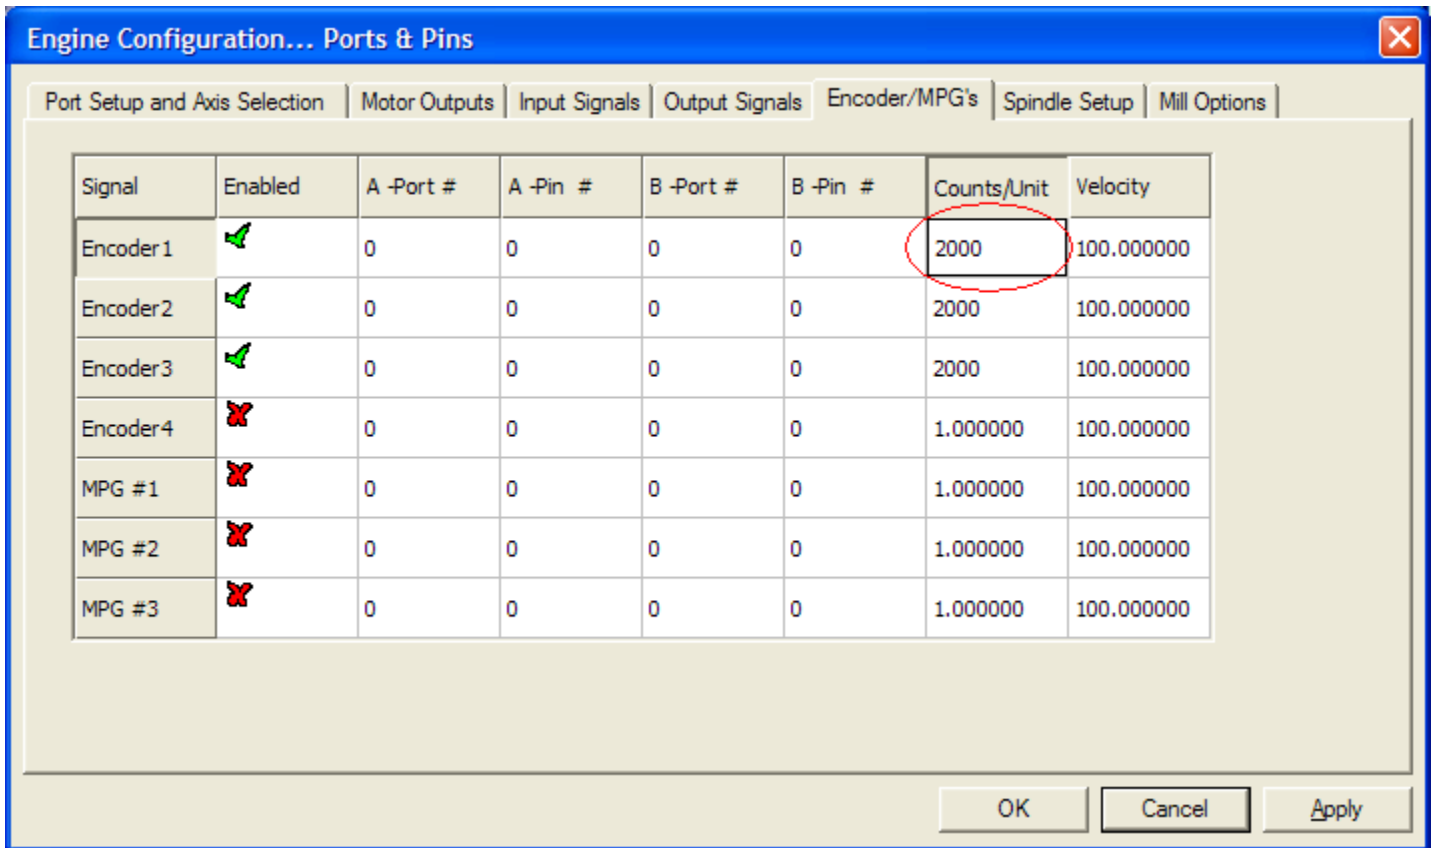 Engine Configuration... Ports & Pins
Port Setup and Axis Selection Motor Outputs Input Signals Output Signals Encoder/MPG's Spindle Setup Mill Options
Signal Enabled A -Port # A -Pin # B -Port # B -Pin # Counts/Unit Velocity
Encoder1 0 0 0 0 2000 100.000000
Encoder2 0 0 0 0 2000 100.000000
Encoder3 0 0 0 0 2000 100.000000
Encoder4 0 0 0 0 1.000000 100.000000
MPG #1 0 0 0 0 1.000000 100.000000
MPG #2 0 0 0 0 1.000000 100.000000
MPG #3 0 0 0 0 1.000000 100.000000
OK Cancel Apply